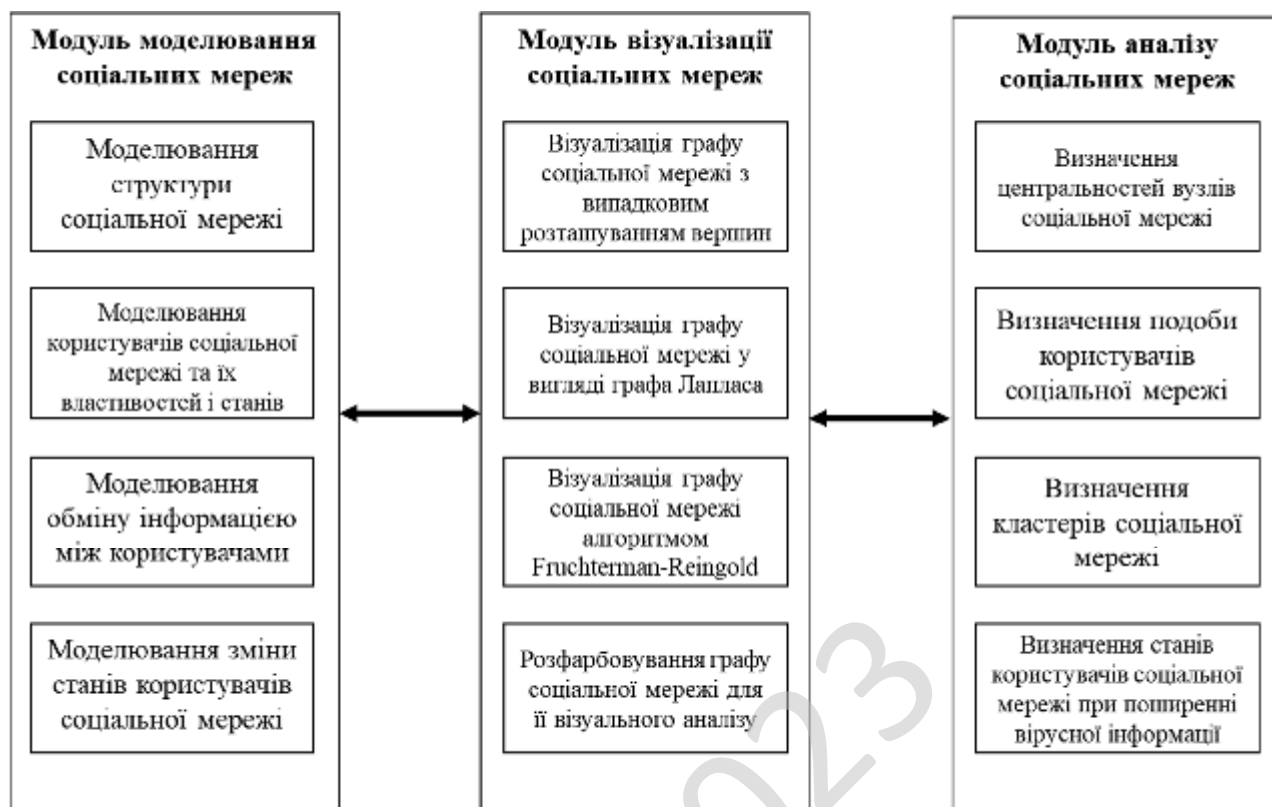 Модуль моделювання
соціальних мереж
Моделювання
структури
соціальної мережі
Моделювання
користувачів соціальної
мережі та їх
властивостей і станів
Моделювання
обміну інформацією
між користувачами
Моделювання зміни
станів користувачів
соціальної мережі
Модуль візуалізації
соціальних мереж
Візуалізація графу
соціальної мережі з
випадковим
розташуванням вершин
Візуалізація графу
соціальної мережі у
вигляді графа Лапласа
Візуалізація графу
соціальної мережі
алгоритмом
Fruchterman-Reingold
Розфарбовування графу
соціальної мережі для
її візуального аналізу
Модуль аналізу
соціальних мереж
Визначення
центральностей вузлів
соціальної мережі
Визначення подоби
користувачів
соціальної мережі
Визначення
кластерів соціальної
мережі
Визначення станів
користувачів соціальної
мережі при поширенні
вірусної інформації
023